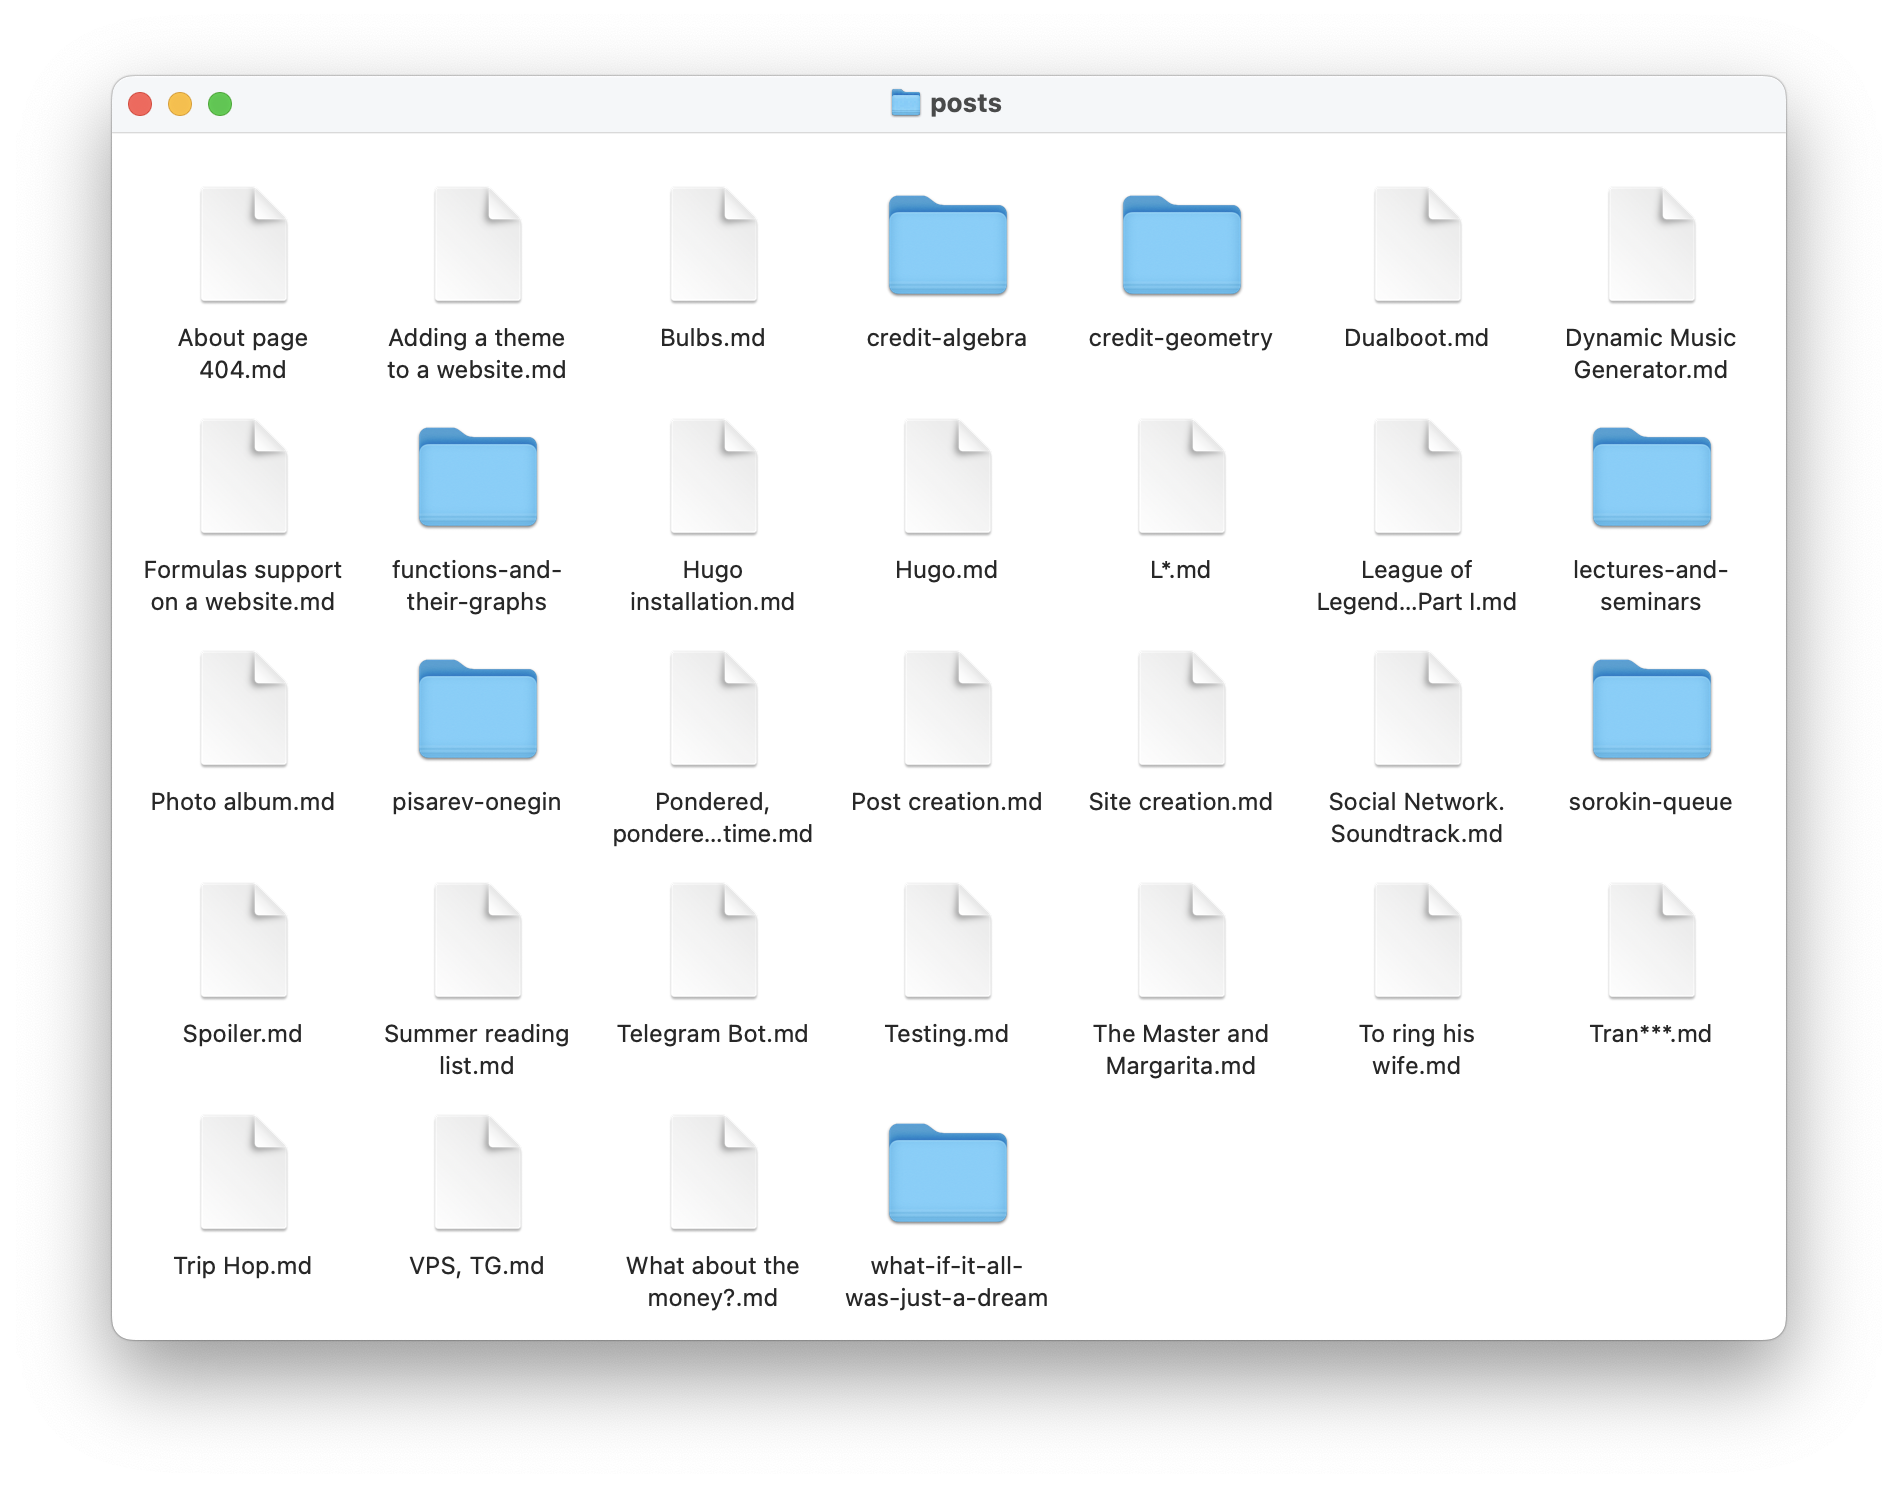 posts
About page
404.md
Adding a theme
to a website.md
Bulbs.md
credit-algebra
credit-geometry
Dualboot.md
Dynamic Music
Generator.md
Formulas support
on a website.md
functions-and-
their-graphs
Hugo
installation.md
Hugo.md
L*.md
League of
Legend...Part I.md
lectures-and-
seminars
Photo album.md
pisarev-onegin
Pondered,
pondere...time.md
Post creation.md
Site creation.md
Social Network.
Soundtrack.md
sorokin-queue
Spoiler.md
Summer reading
list.md
Telegram Bot.md
Testing.md
The Master and
Margarita.md
To ring his
wife.md
Tran***.md
Trip Hop.md
VPS, TG.md
What about the
money?.md
what-if-it-all-
was-just-a-dream